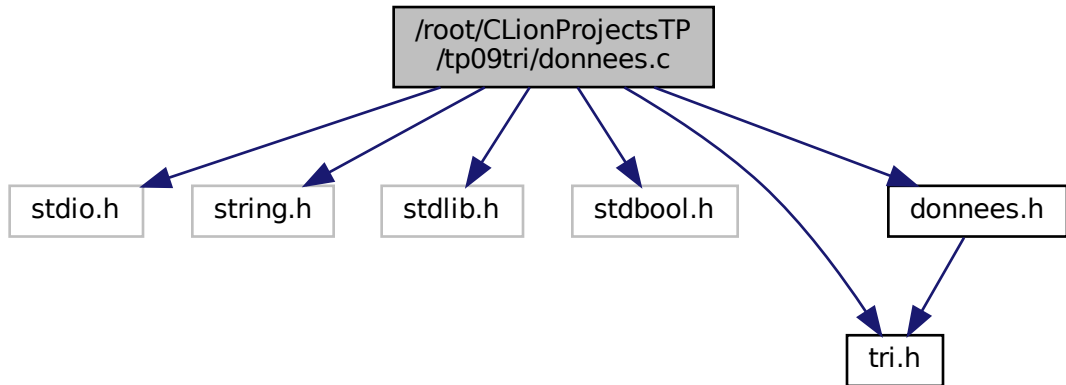 /root/CLionProjectsTP
/tp09tri/donnees.c
stdio.h
string.h
stdlib.h
stdbool.h
donnees.h
tri.h